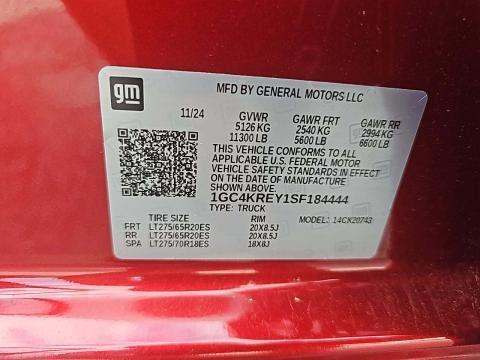 gm
MFD BY GENERAL MOTORS LLC
11/24 GVWR GAWR FRT GAWR RR
5126 KG 2540 KG 2994 KG
11300 LB 5600 LB 6600 LB
THIS VEHICLE CONFORMS TO ALL
APPLICABLE U.S. FEDERAL MOTOR
VEHICLE SAFETY STANDARDS IN EFFECT
ON THE DATE OF MANUFACTURE SHOWN ABOVE.
1GC4KREY1SF184444
TYPE: TRUCK MODEL: 14CK20743
TIRE SIZE RIM
FRT LT275/65R20ES 20X8.5J
RR LT275/65R20ES 20X8.5J
SPA LT275/70R18ES 18X8J